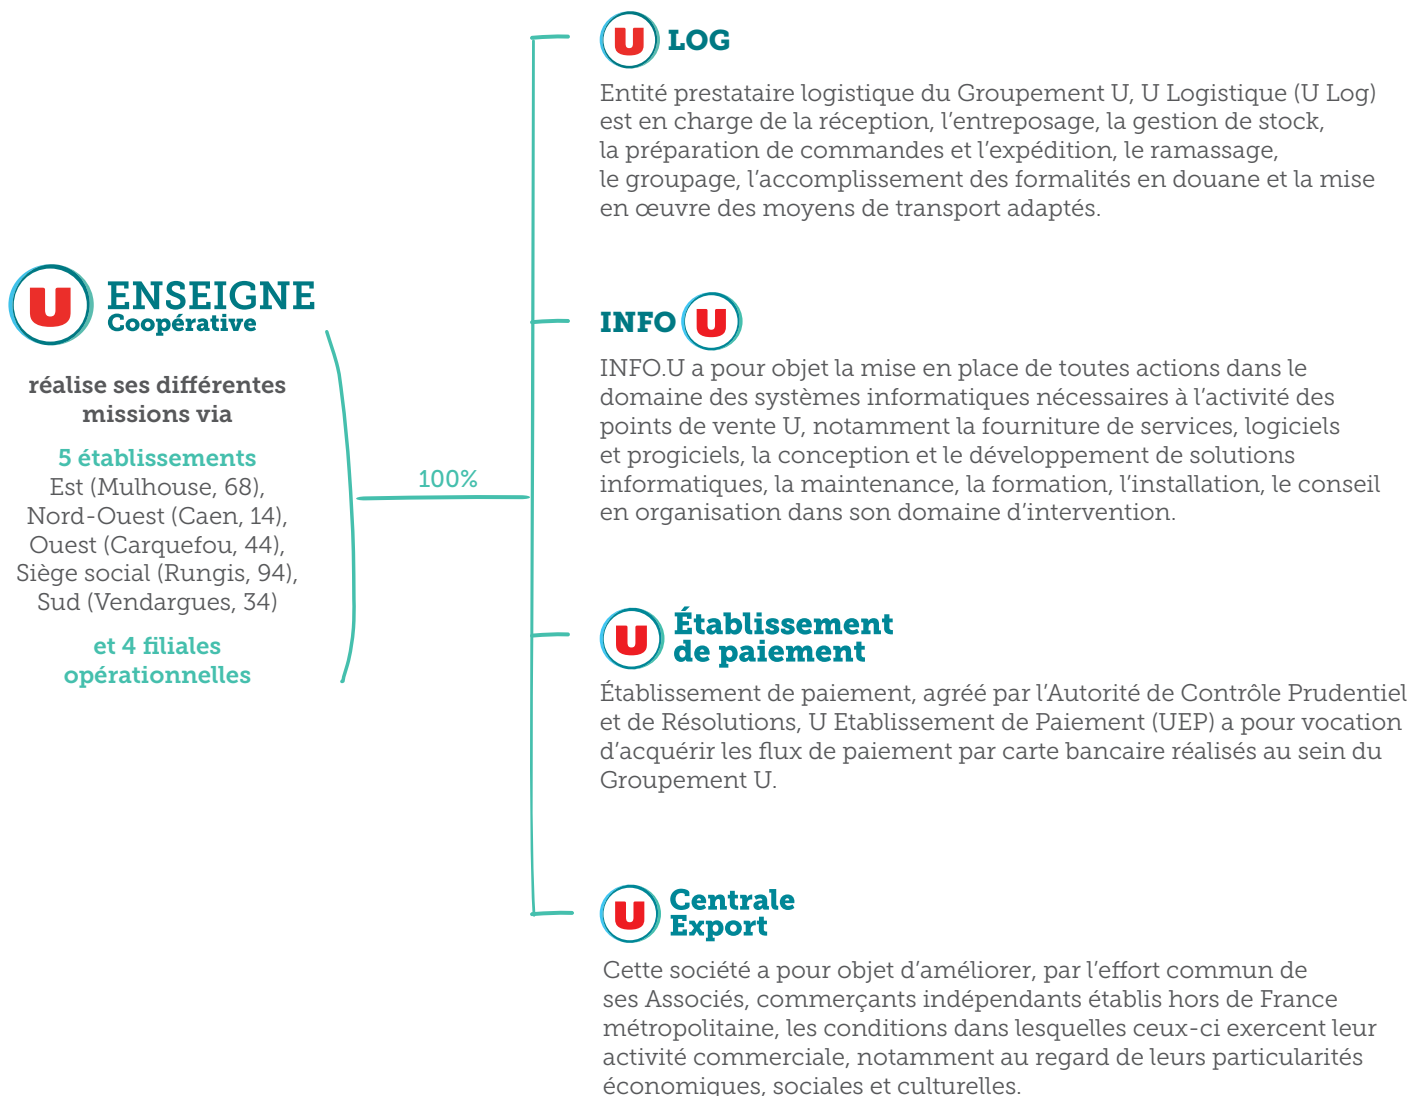 U ENSEIGNE
Coopérative
réalise ses différentes
missions via
5 établissements
Est (Mulhouse, 68),
Nord-Ouest (Caen, 14),
Ouest (Carquefou, 44),
Siège social (Rungis, 94),
Sud (Vendargues, 34)
et 4 filiales
opérationnelles
100%
U LOG
Entité prestataire logistique du Groupement U, U Logistique (U Log)
est en charge de la réception, l’entreposage, la gestion de stock,
la préparation de commandes et l’expédition, le ramassage,
le groupage, l’accomplissement des formalités en douane et la mise
en œuvre des moyens de transport adaptés.
INFO U
INFO.U a pour objet la mise en place de toutes actions dans le
domaine des systèmes informatiques nécessaires à l’activité des
points de vente U, notamment la fourniture de services, logiciels
et progiciels, la conception et le développement de solutions
informatiques, la maintenance, la formation, l’installation, le conseil
en organisation dans son domaine d’intervention.
U Établissement
de paiement
Établissement de paiement, agréé par l’Autorité de Contrôle Prudentiel
et de Résolutions, U Etablissement de Paiement (UEP) a pour vocation
d’acquérir les flux de paiement par carte bancaire réalisés au sein du
Groupement U.
U Centrale
Export
Cette société a pour objet d’améliorer, par l’effort commun de
ses Associés, commerçants indépendants établis hors de France
métropolitaine, les conditions dans lesquelles ceux-ci exercent leur
activité commerciale, notamment au regard de leurs particularités
économiques, sociales et culturelles.